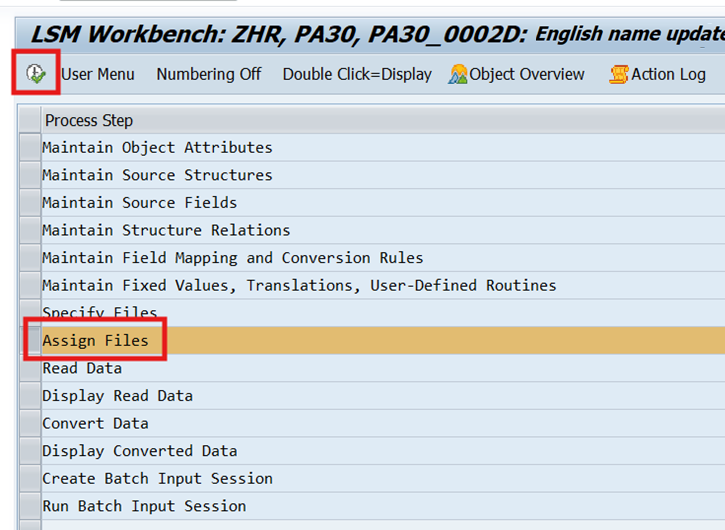 LSM Workbench: ZHR, PA30, PA30_0002D: English name update
User Menu Numbering Off Double Click=Display Object Overview Action Log
Process Step
Maintain Object Attributes
Maintain Source Structures
Maintain Source Fields
Maintain Structure Relations
Maintain Field Mapping and Conversion Rules
Maintain Fixed Values, Translations, User-Defined Routines
Specify Files
Assign Files
Read Data
Display Read Data
Convert Data
Display Converted Data
Create Batch Input Session
Run Batch Input Session